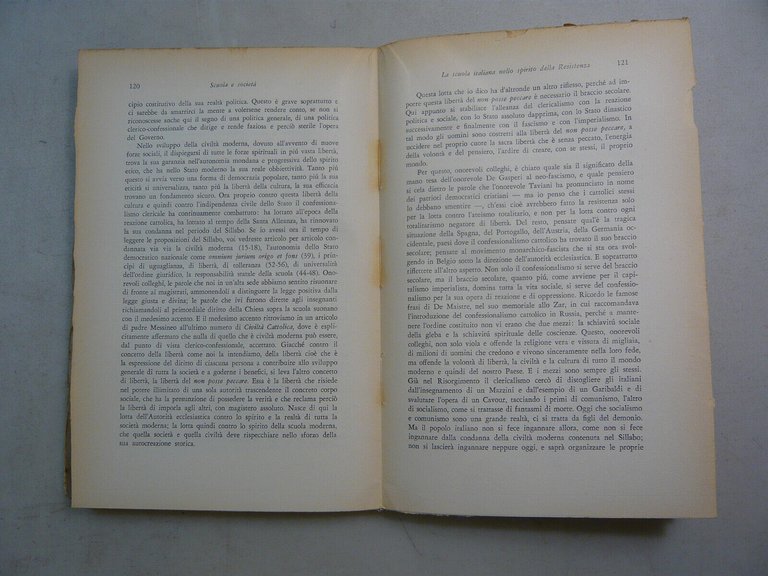 120
Scuola e società
cipio costitutivo della sua realtà politica. Questo è grave soprattutto e
ci sarebbe da smarrirci la mente a volersene rendere conto, se non si
riconoscesse anche qui il segno di una politica generale, di una politica
clerico-confessionale che dirige e rende faziosa e perciò sterile l'opera
del Governo.
Nello sviluppo della civiltà moderna, dovuto all'avvento di nuove
forze sociali, il dispiegarsi di tutte le forze spirituali in più vasta libertà,
trova la sua garanzia nell'autonomia mondana e progressiva dello spirito
etico, che ha nello Stato moderno la sua reale obbiettività. Tanto più
questo si avvia verso una forma di democrazia popolare, tanto più la sua
eticità si universalizza, tanto più la libertà della cultura, la sua efficacia
trovano un fondamento sicuro. Ora proprio contro questa libertà della
cultura e quindi contro l'indipendenza civile dello Stato il confessiona-
lismo clericale ha continuamente combattuto: ha lottato all'epoca della
reazione cattolica, ha lottato al tempo della Santa Alleanza, ha rinnovato
la sua condanna nel periodo del Sillabo. Se io avessi ora il tempo di
leggere le proposizioni del Sillabo, voi vedreste articolo per articolo con-
dannata via via la civiltà moderna (15-18), l'autonomia dello Stato
democratico nazionale come omnium jurium origo et fons (39), i prin-
cipi di uguaglianza, di libertà, di tolleranza (52-56), di universalità
dell'ordine giuridico, la responsabilità statale della scuola (44-48). Ono-
revoli colleghi, le parole che noi in un'alta sede abbiamo sentito risuonare
di fronte ai magistrati, ammonendoli a distinguere la legge positiva dalla
legge giusta e divina; le parole che ivi furono dirette agli insegnanti
richiamandoli al primordiale diritto della Chiesa sopra la scuola suonano
con il medesimo accento. E il medesimo accento ritroviamo in un articolo
di padre Messineo all'ultimo numero di Civiltà Cattolica, dove è espli-
citamente affermato che nulla di quello che è civiltà moderna può essere,
dal punto di vista clerico-confessionale, accettato. Giacché contro il
concetto della libertà come noi la intendiamo, della libertà cioè che è
la espressione del diritto di ciascuna persona a contribuire allo sviluppo
generale di tutta la società e a goderne i benefici, si leva l'altro concetto
di libertà, la libertà del non posse peccare. Essa è la libertà che risiede
nel potere illimitato di una sola autorità trascendente il concreto corpo
sociale, che ha la presunzione di possedere la verità e che reclama perciò
la libertà di imporla agli altri, del magistero assoluto. Nasce di qui la
lotta dell'Autorità ecclesiastica contro lo spirito e la realtà di tutta la
società moderna; la lotta quindi contro lo spirito della scuola moderna,
che quella società e quella civiltà deve rispecchiare nello sforzo della
sua autocreazione storica.
La scuola italiana nello spirito della Resistenza
121
Questa lotta che io dico ha d'altronde un altro riflesso, perché ad im-
porre questa libertà del non posse peccare è necessario il braccio secolare.
Qui appunto si stabilisce l'alleanza del clericalismo con la reazione
politica e sociale, con lo Stato assoluto dapprima, con lo Stato dinastico
successivamente e finalmente con il fascismo e con l'imperialismo. In
tal modo gli uomini sono costretti alla libertà del non posse peccare, a
uccidere nel proprio cuore la sacra libertà che è senza peccato, l'energia
della volontà e del pensiero, l'ardire di creare, con se stessi, il proprio
mondo.
Per questo, onorevoli colleghi, è chiaro quale sia il significato della
mano tesa dell'onorevole De Gasperi al neo-fascismo, e quale pensiero
si cela dietro le parole che l'onorevole Taviani ha pronunciato in nome
dei patrioti democratici cristiani — ma io penso che i cattolici stessi
lo debbano smentire —, ch'essi cioè avrebbero fatto la resistenza solo
per la lotta contro l'ateismo totalitario, e non per la lotta contro ogni
totalitarismo negatore di libertà. Del resto, pensate qual'è la tragica
situazione della Spagna, del Portogallo, dell'Austria, della Germania oc-
cidentale, paesi dove il confessionalismo cattolico ha trovato il suo braccio
secolare; pensate al movimento monarchico-fascista che si va ancora svol-
gendo in Belgio sotto la direzione dell'autorità ecclesiastica. E soprattutto
riflettete all'altro aspetto. Non solo il confessionalismo si serve del braccio
secolare, ma il braccio secolare, quanto più, come avviene per il capi-
talismo imperialista, domina tutta la vita sociale, si serve del confessio-
nalismo per la sua opera di reazione e di oppressione. Ricordo le famose
frasi del De Maistre, nel suo memoriale allo Zar, in cui raccomandava
l'introduzione del confessionalismo cattolico in Russia, perché a mante-
nere l'ordine costituito non vi erano che due mezzi: la schiavitù sociale
della gleba e la schiavitù spirituale delle coscienze. Questo, onorevoli
colleghi, non solo viola e offende la religione vera e vissuta di migliaia,
di milioni di uomini che credono e vivono sinceramente nella loro fede,
ma offende la volontà di libertà, la civiltà e la cultura di tutto il mondo
moderno e quindi del nostro Paese. E i mezzi sono sempre gli stessi.
Già nel Risorgimento il clericalismo cercò di distogliere gli italiani
dall'insegnamento di un Mazzini e dall'esempio di un Garibaldi e di
svalutare l'opera di un Cavour, tacciando i primi di comunismo, l'altro
di socialismo, come si trattasse di fantasmi di morte. Oggi che socialismo
e comunismo sono una grande realtà, ci si tratta da figli del demonio.
Ma il popolo italiano non si fece ingannare allora, come non si fece
ingannare dalla condanna della civiltà moderna contenuta nel Sillabo;
non si lascierà ingannare neppure oggi, e saprà organizzare le proprie